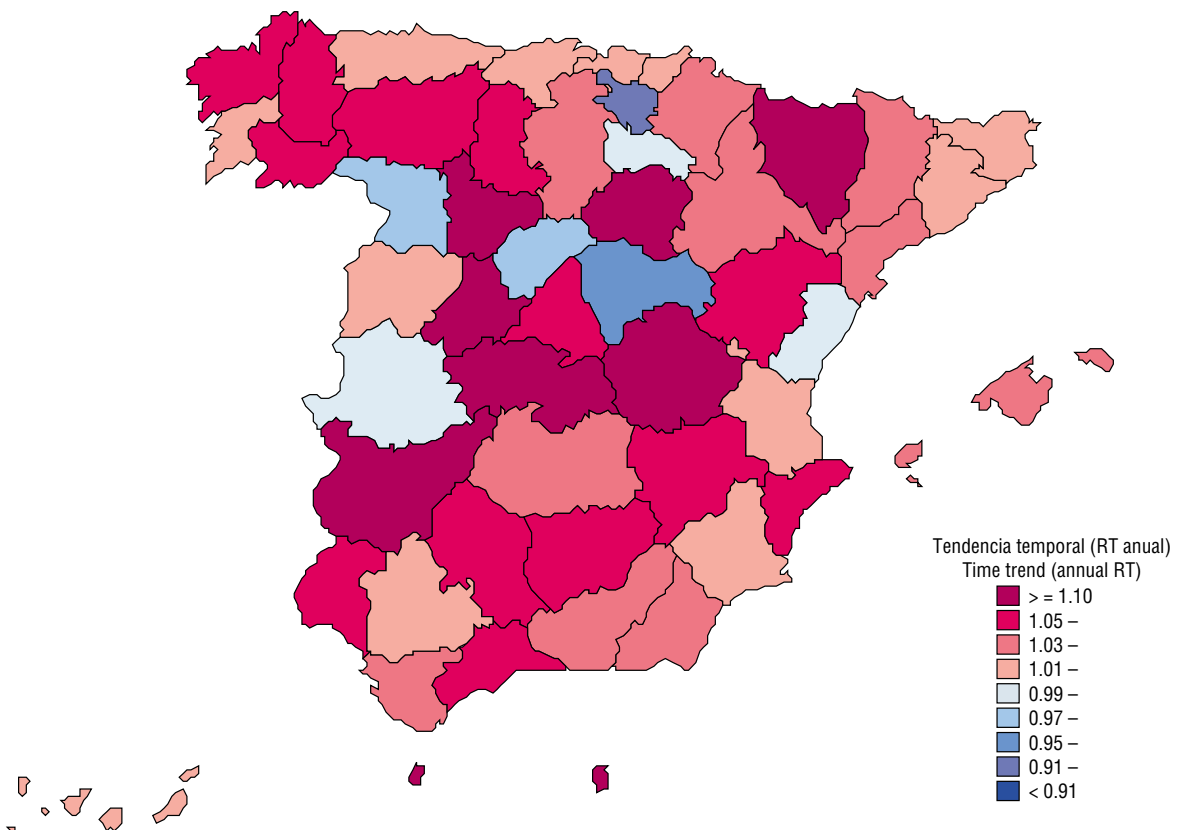 Tendencia temporal (RT anual)
Time trend (annual RT)
> = 1.10
1.05 –
1.03 –
1.01 –
0.99 –
0.97 –
0.95 –
0.91 –
< 0.91